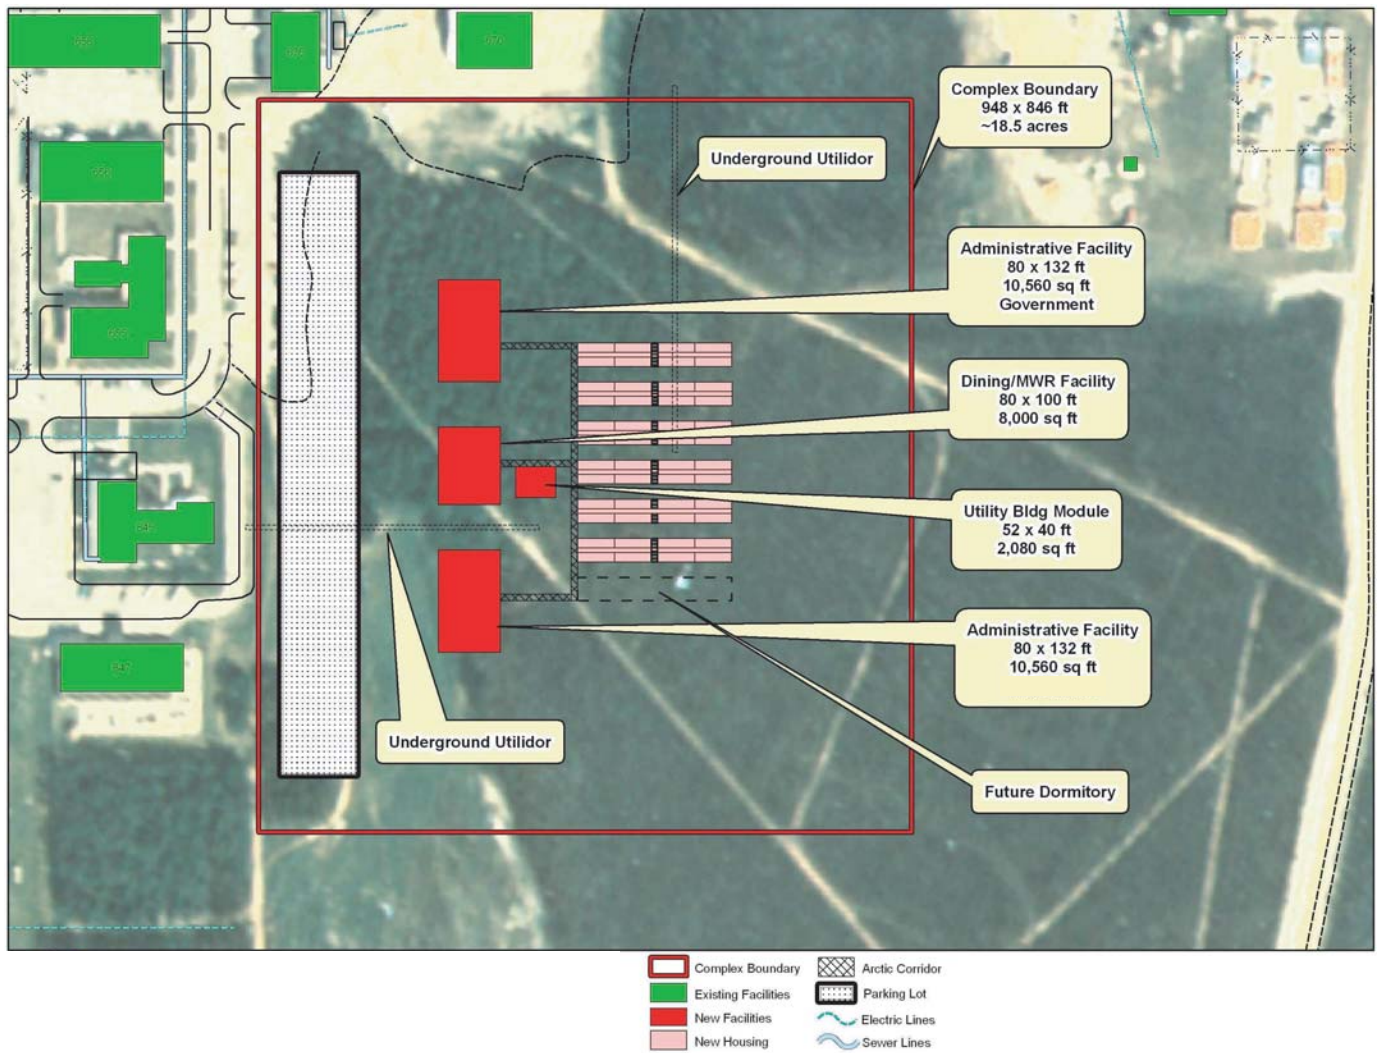 Complex Boundary
948 x 846 ft
~18.5 acres
Underground Utilidor
Administrative Facility
80 x 132 ft
10,560 sq ft
Government
Dining/MWR Facility
80 x 100 ft
8,000 sq ft
Utility Bldg Module
52 x 40 ft
2,080 sq ft
Administrative Facility
80 x 132 ft
10,560 sq ft
647
Underground Utilidor
Future Dormitory
Complex Boundary
Existing Facilities
New Facilities
New Housing
Arctic Corridor
Parking Lot
Electric Lines
Sewer Lines